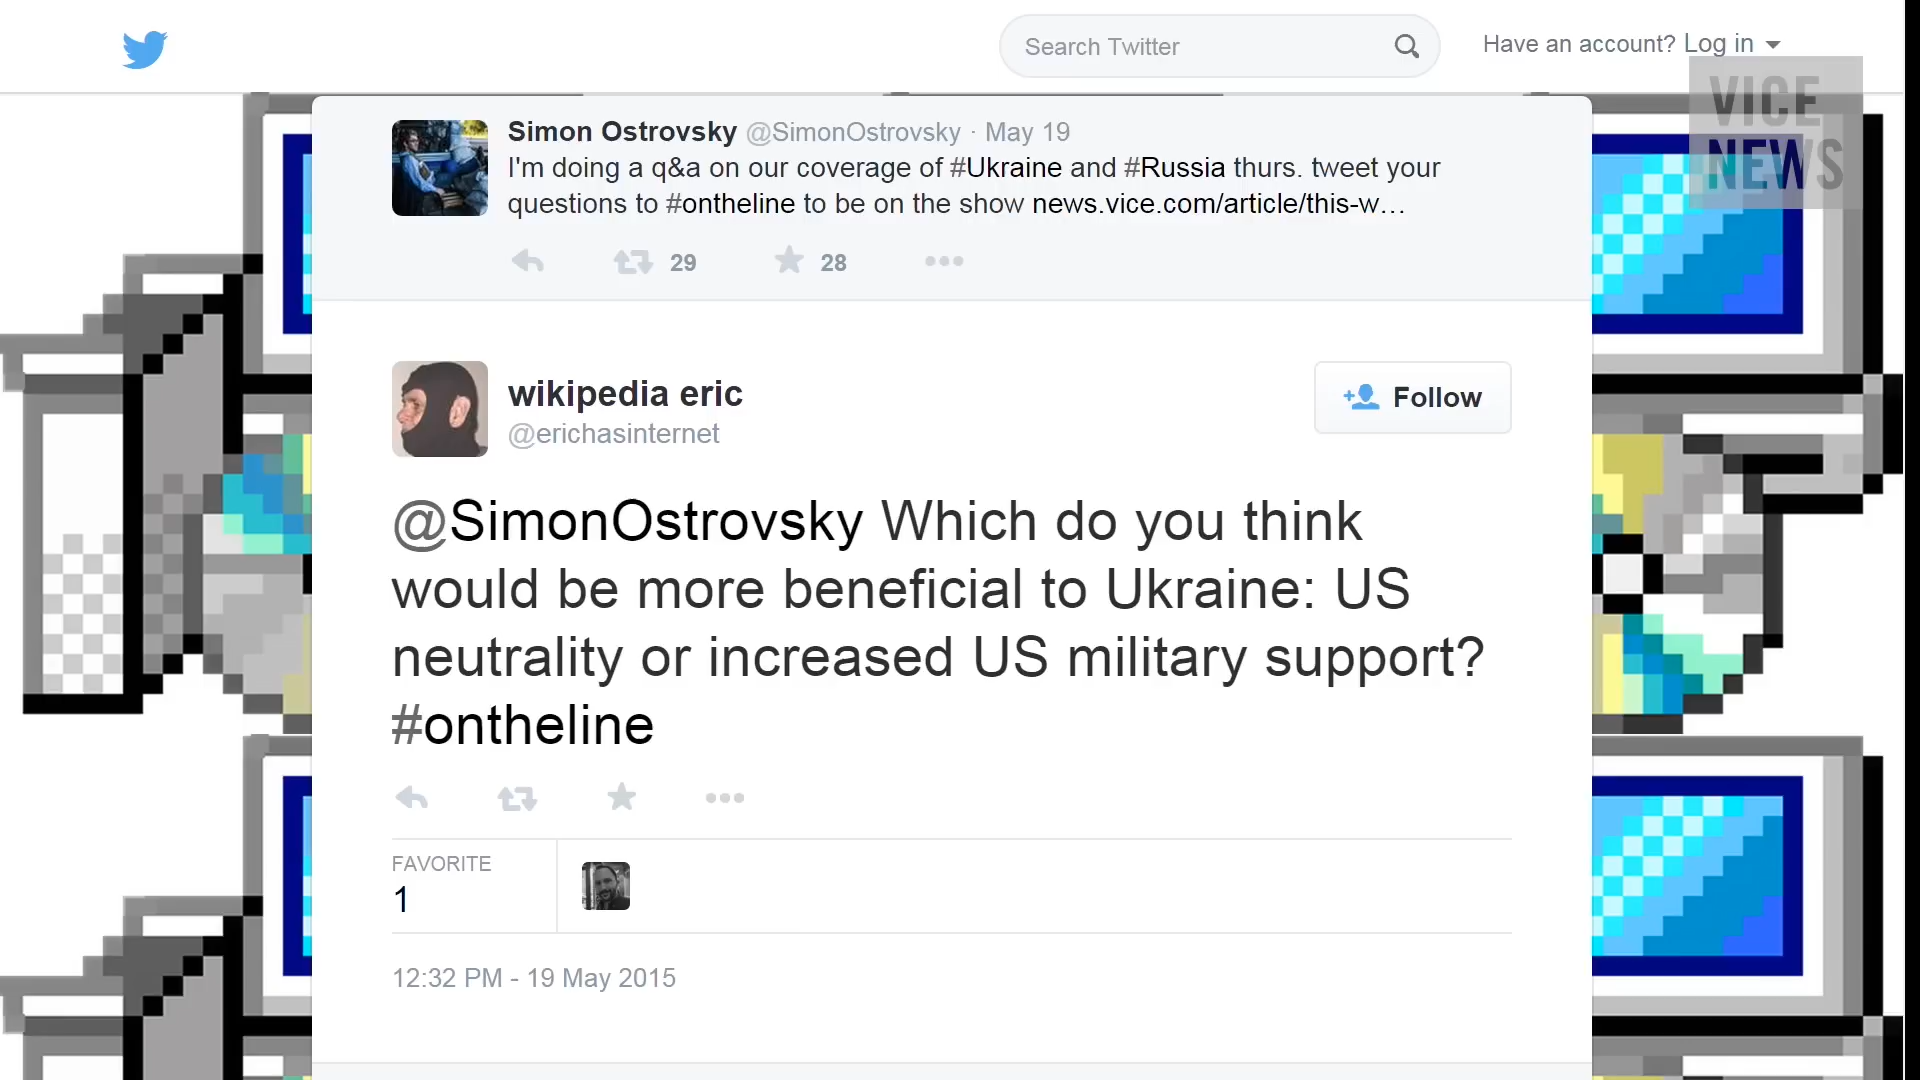 Search Twitter
Have an account? Log in
VICE
NEWS
Simon Ostrovsky @SimonOstrovsky · May 19
I'm doing a q&a on our coverage of #Ukraine and #Russia thurs. tweet your
questions to #ontheline to be on the show news.vice.com/article/this-w…
29
28
wikipedia eric
@erichasinternet
Follow
@SimonOstrovsky Which do you think
would be more beneficial to Ukraine: US
neutrality or increased US military support?
#ontheline
FAVORITE
1
12:32 PM - 19 May 2015